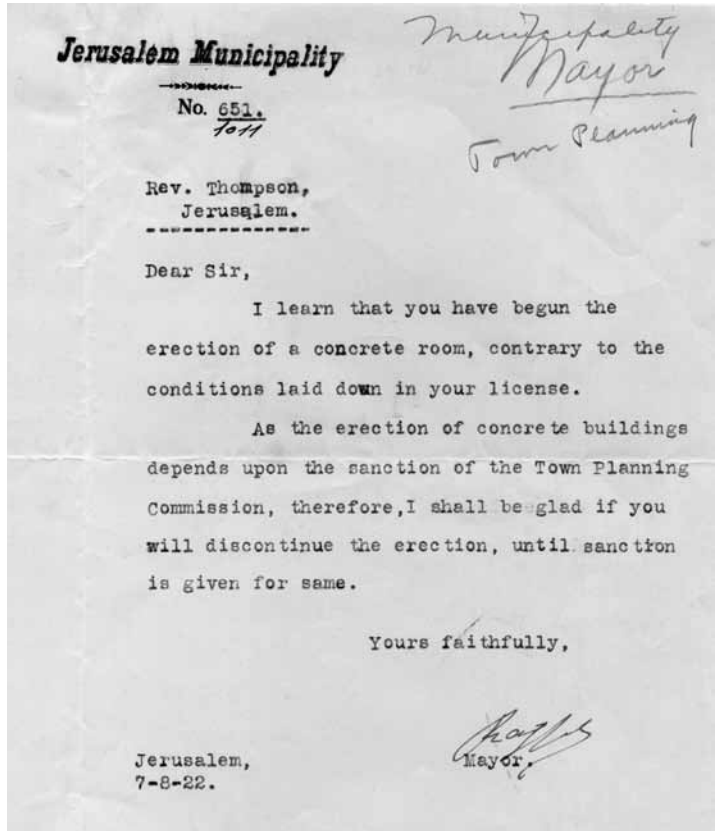 Jerusalem Municipality
Municipality
Mayor
Town Planning
No. 651.
1011
Rev. Thompson,
Jerusalem.
Dear Sir,
I learn that you have begun the
erection of a concrete room, contrary to the
conditions laid down in your license.
As the erection of concrete buildings
depends upon the sanction of the Town Planning
Commission, therefore,I shall be glad if you
will discontinue the erection, until sanction
is given for same.
Yours faithfully,
Mayor.
Jerusalem,
7-8-22.